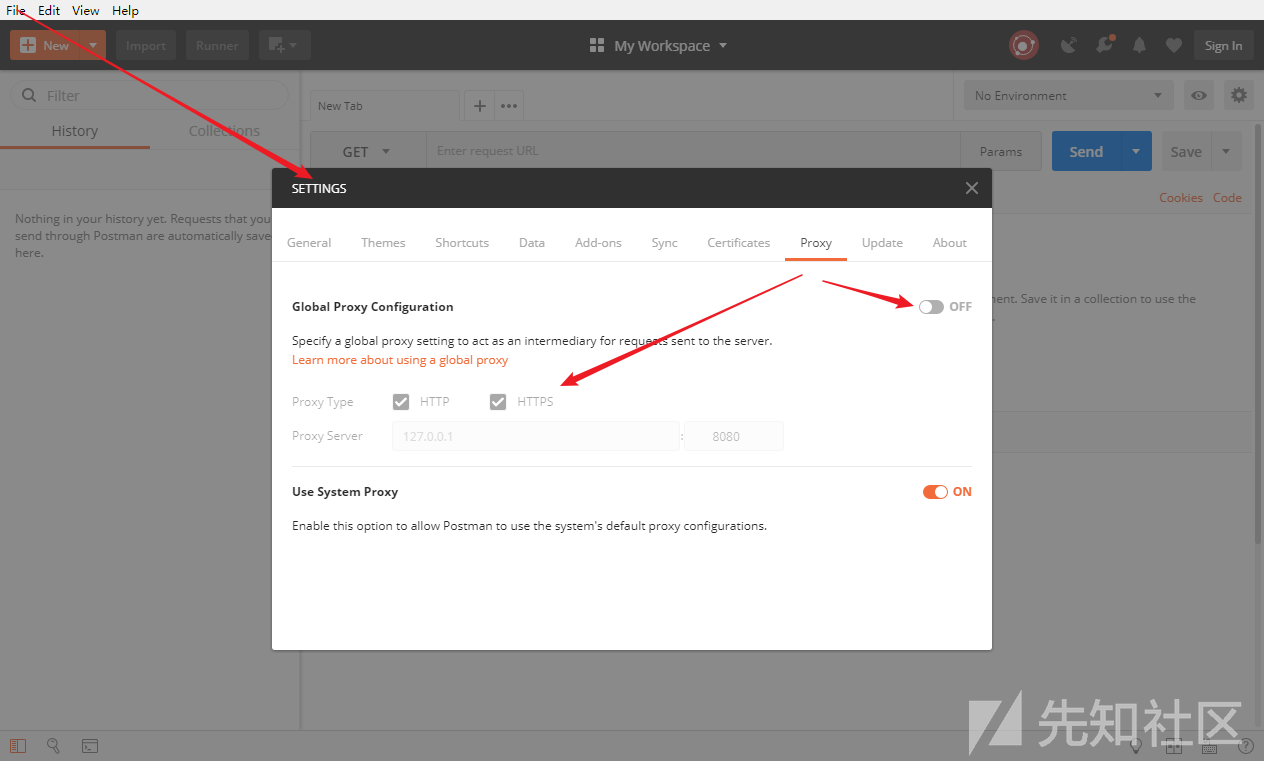 File Edit View Help
New Import Runner My Workspace Sign In
Filter
History Collections
Nothing in your history yet. Requests that you
send through Postman are automatically save
here.
New Tab
No Environment
GET Enter request URL Params Send Save
Cookies Code
SETTINGS
General Themes Shortcuts Data Add-ons Sync Certificates Proxy Update About
Global Proxy Configuration OFF
Specify a global proxy setting to act as an intermediary for requests sent to the server.
Learn more about using a global proxy
Proxy Type HTTP HTTPS
Proxy Server 127.0.0.1 : 8080
Use System Proxy ON
Enable this option to allow Postman to use the system's default proxy configurations.
ment. Save it in a collection to use the
先知社区